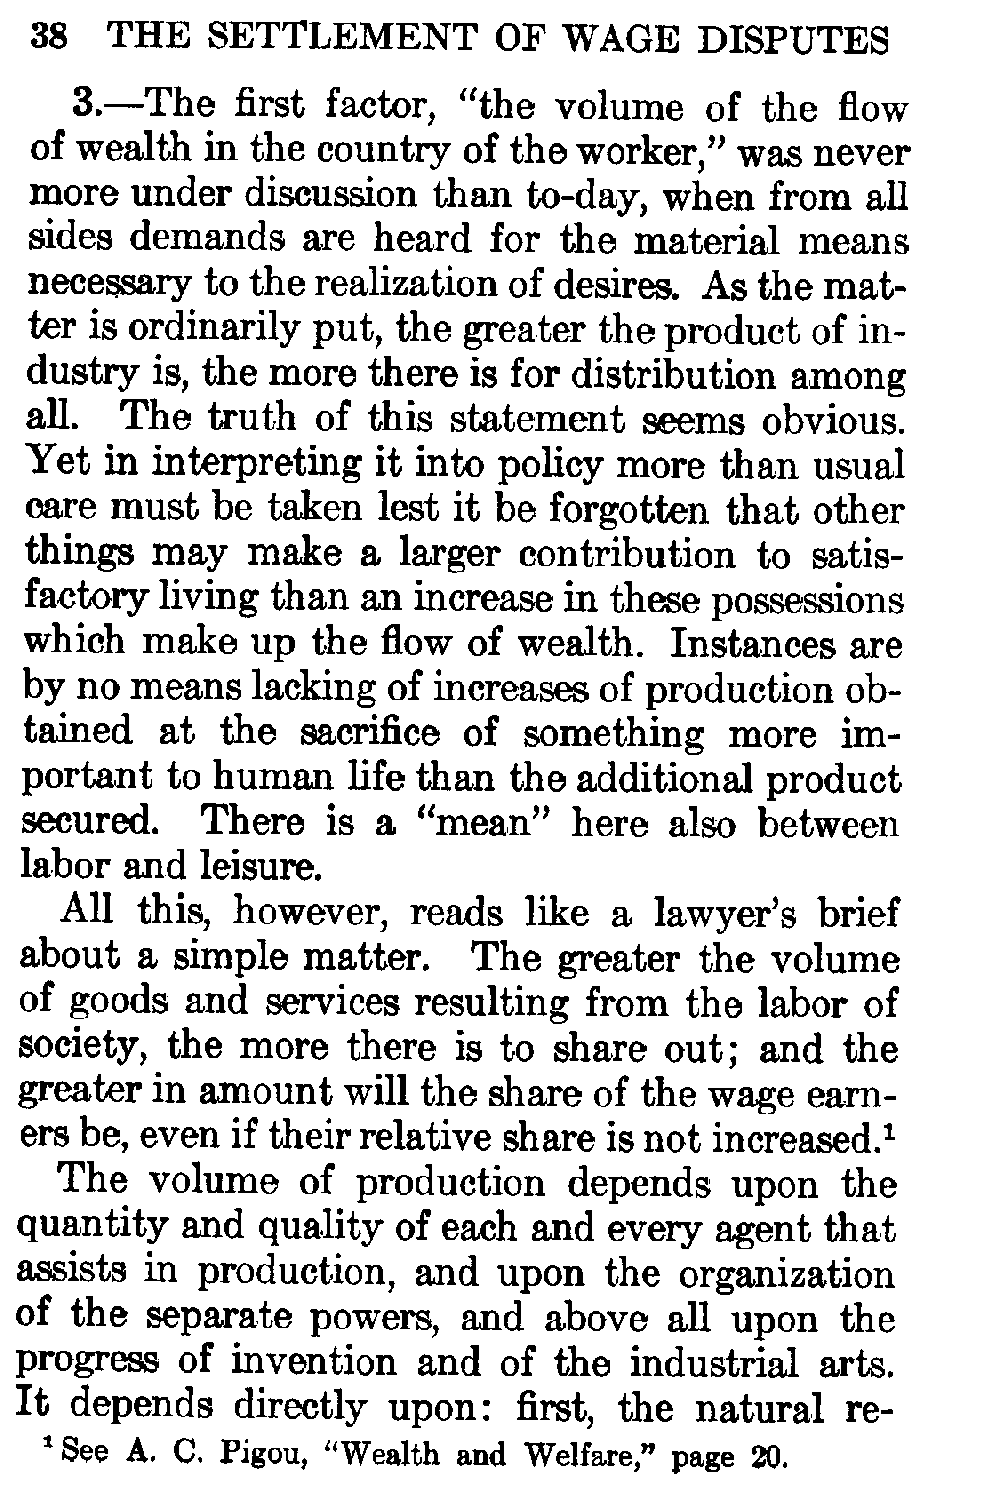 38 THE SETTLEMENT OF WAGE DISPUTES
3.—The first factor, "the volume of the flow
of wealth in the country of the worker," was never
more under discussion than to-day, when from all
sides demands are heard for the material means
necessary to the realization of desires. As the mat-
ter is ordinarily put, the greater the product of in-
dustry is, the more there is for distribution among
all. The truth of this statement seems obvious.
Yet in interpreting it into policy more than usual
care must be taken lest it be forgotten that other
things may make a larger contribution to satis-
factory living than an increase in these possessions
which make up the flow of wealth. Instances are
by no means lacking of increases of production ob-
tained at the sacrifice of something more im-
portant to human life than the additional product
secured. There is a "mean" here also between
labor and leisure.
All this, however, reads like a lawyer's brief
about a simple matter. The greater the volume
of goods and services resulting from the labor of
society, the more there is to share out; and the
greater in amount will the share of the wage earn-
ers be, even if their relative share is not increased.¹
The volume of production depends upon the
quantity and quality of each and every agent that
assists in production, and upon the organization
of the separate powers, and above all upon the
progress of invention and of the industrial arts.
It depends directly upon: first, the natural re-
¹ See A. C. Pigou, "Wealth and Welfare," page 20.